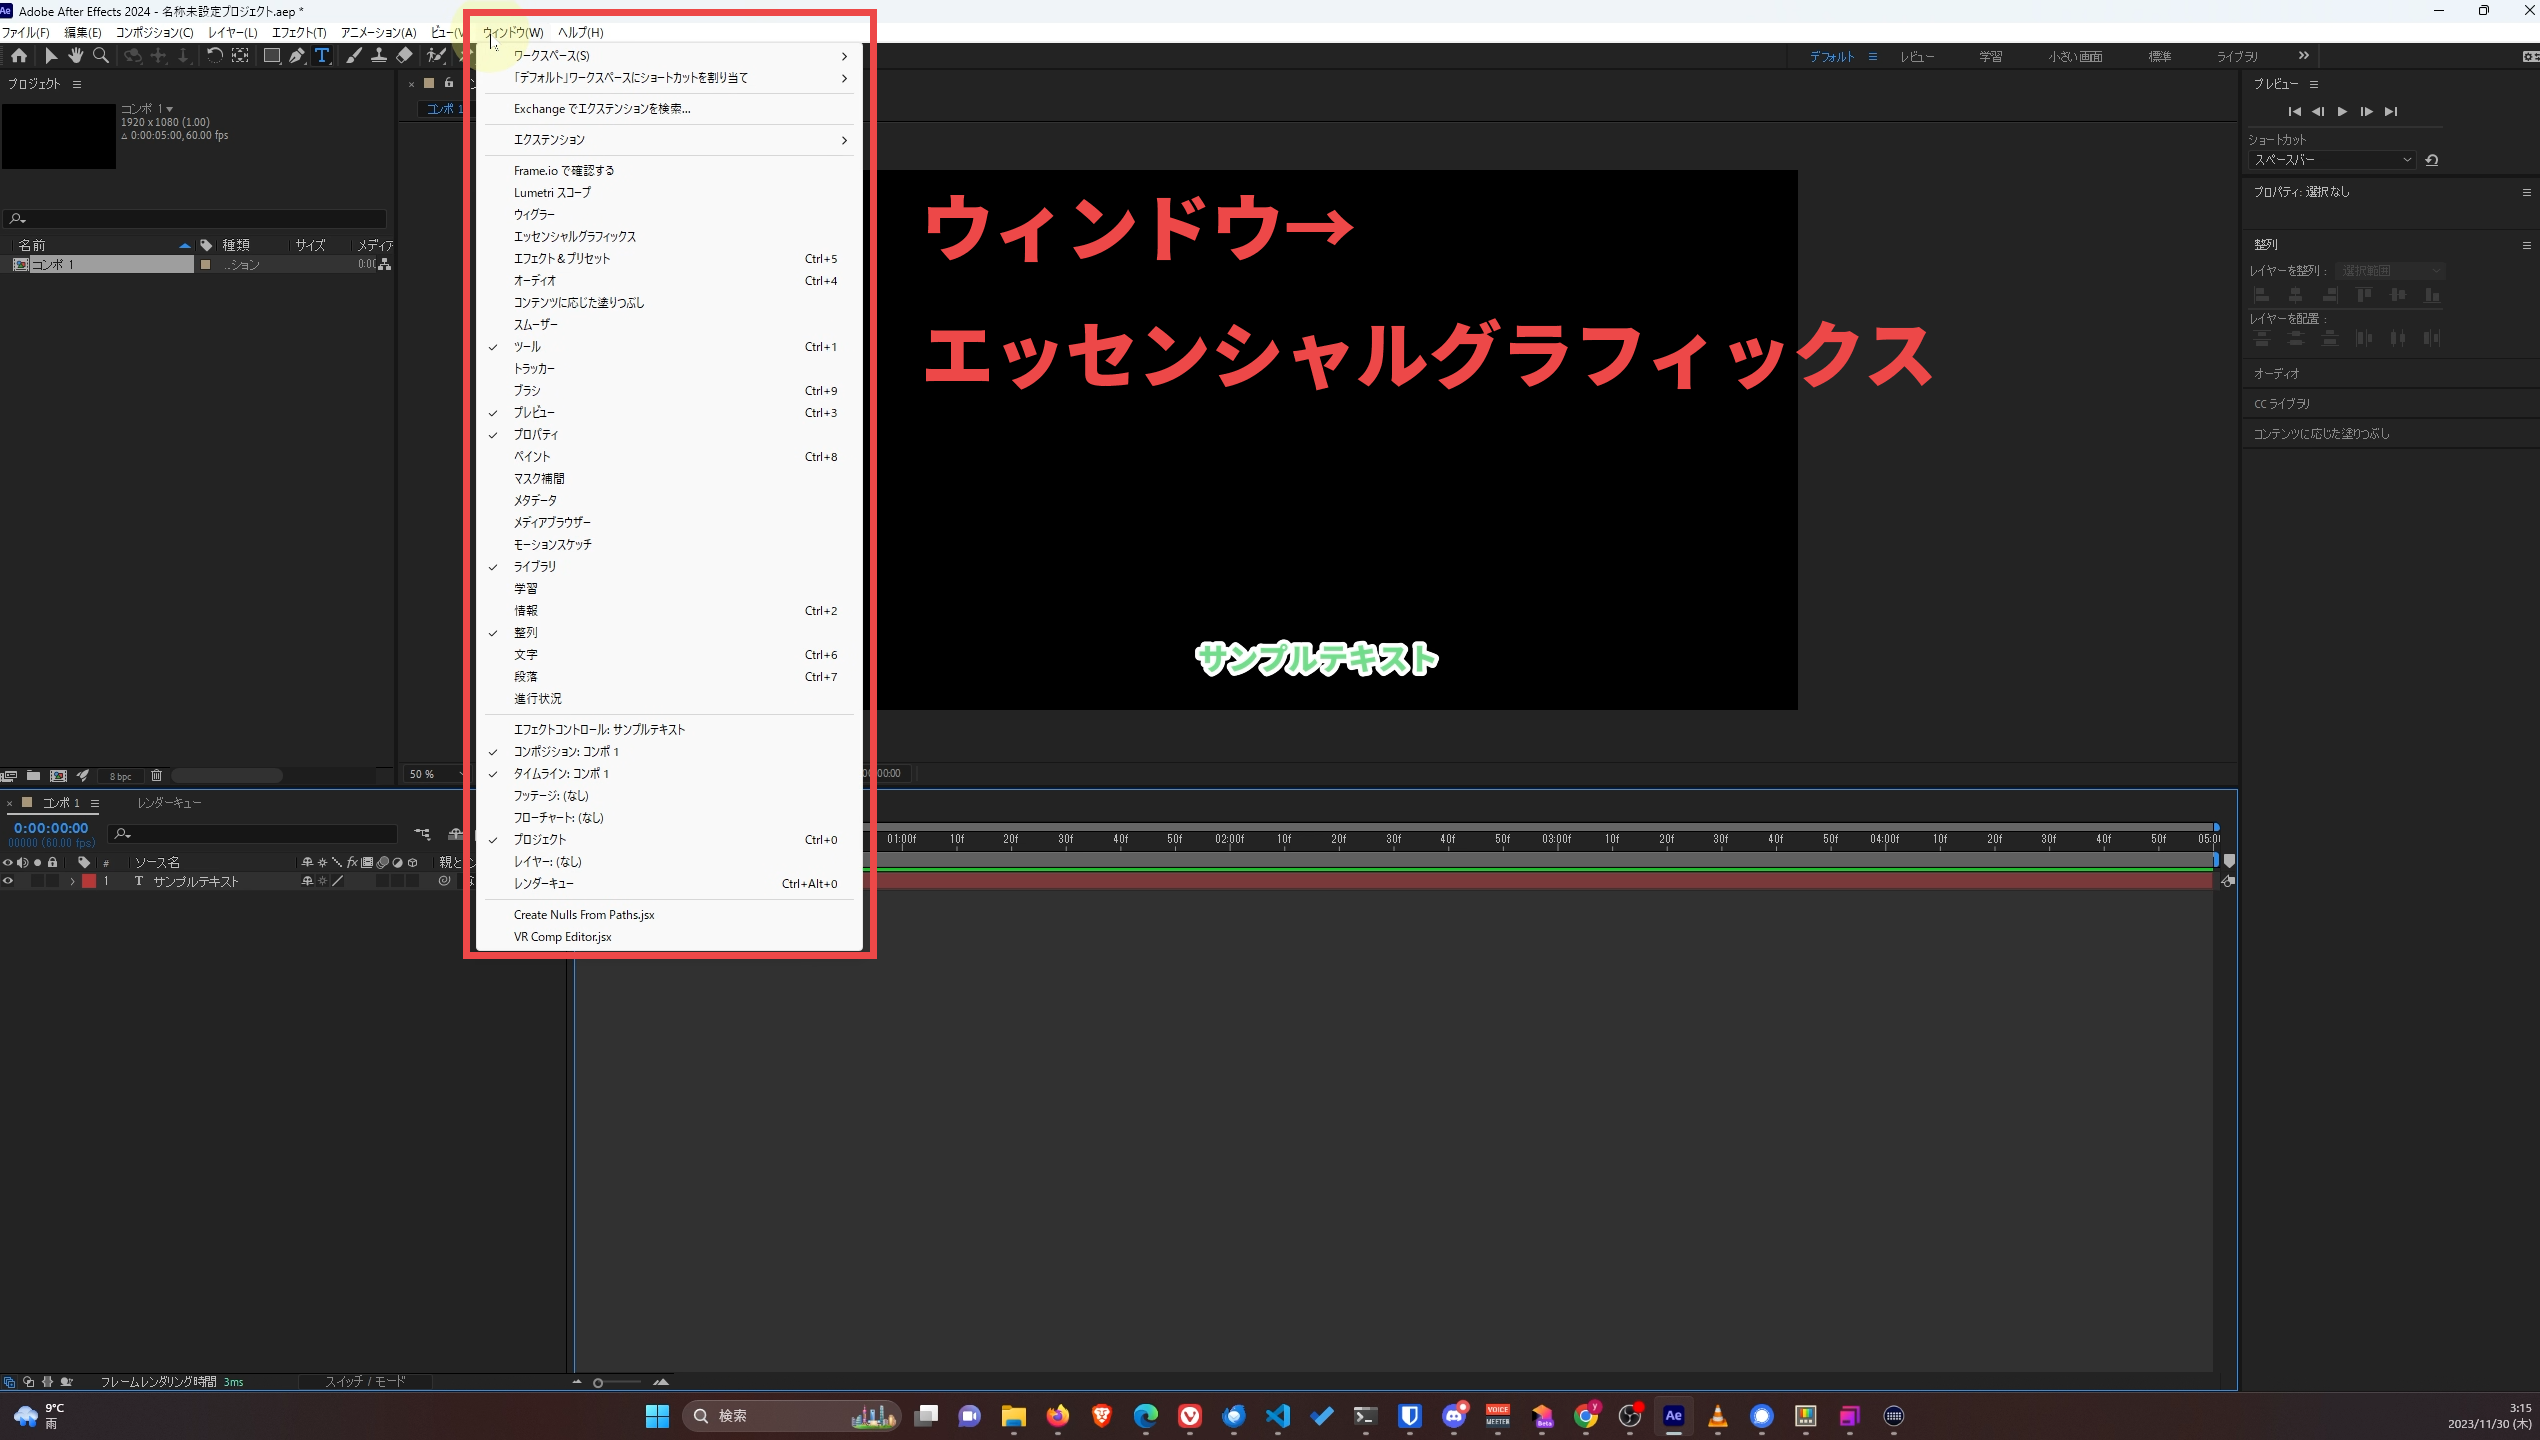 Adobe After Effects 2024 - 名称未設定プロジェクト.aep *
ファイル(F) 編集(E) コンポジション(C) レイヤー(L) エフェクト(T) アニメーション(A) ウィンドウ(W) ヘルプ(H)
デフォルト レビュー 学習 小さい画面 標準 ライブラリ
プロジェクト
コンポ 1
1920 x 1080 (1.00)
△ 0:00:05:00, 60.00 fps
名前 種類 サイズ
コンポ 1 ..ション
8 bpc
コンポ 1
ワークスペース(S)
「デフォルト」ワークスペースにショートカットを割り当て
Exchange でエクステンションを検索...
エクステンション
Frame.io で確認する
Lumetri スコープ
ウィグラー
エッセンシャルグラフィックス
エフェクト＆プリセット Ctrl+5
オーディオ Ctrl+4
コンテンツに応じた塗りつぶし
スムーザー
ツール Ctrl+1
トラッカー
ブラシ Ctrl+9
プレビュー Ctrl+3
プロパティ
ペイント Ctrl+8
マスク補間
メタデータ
メディアブラウザー
モーションスケッチ
ライブラリ
学習
情報 Ctrl+2
整列
文字 Ctrl+6
段落 Ctrl+7
進行状況
エフェクトコントロール: サンプルテキスト
コンポジション: コンポ 1
タイムライン: コンポ 1
フッテージ: (なし)
フローチャート: (なし)
プロジェクト Ctrl+0
レイヤー: (なし)
レンダーキュー Ctrl+Alt+0
Create Nulls From Paths.jsx
VR Comp Editor.jsx
ウィンドウ→
エッセンシャルグラフィックス
サンプルテキスト
50 %
プレビュー
ショートカット
スペースバー
プロパティ: 選択なし
整列
レイヤーを整列 : 選択範囲
レイヤーを配置 :
オーディオ
CC ライブラリ
コンテンツに応じた塗りつぶし
コンポ 1 レンダーキュー
0:00:00:00
00000 (60.00 fps)
# ソース名
1 T サンプルテキスト
01:00f 10f 20f 30f 40f 50f 02:00f 10f 20f 30f 40f 50f 03:00f 10f 20f 30f 40f 50f 04:00f 10f 20f 30f 40f 50f
フレームレンダリング時間 3ms スイッチ / モード
9°C
雨
検索
VOICE
MEETER
Beta
Ae
3:15
2023/11/30 (木)